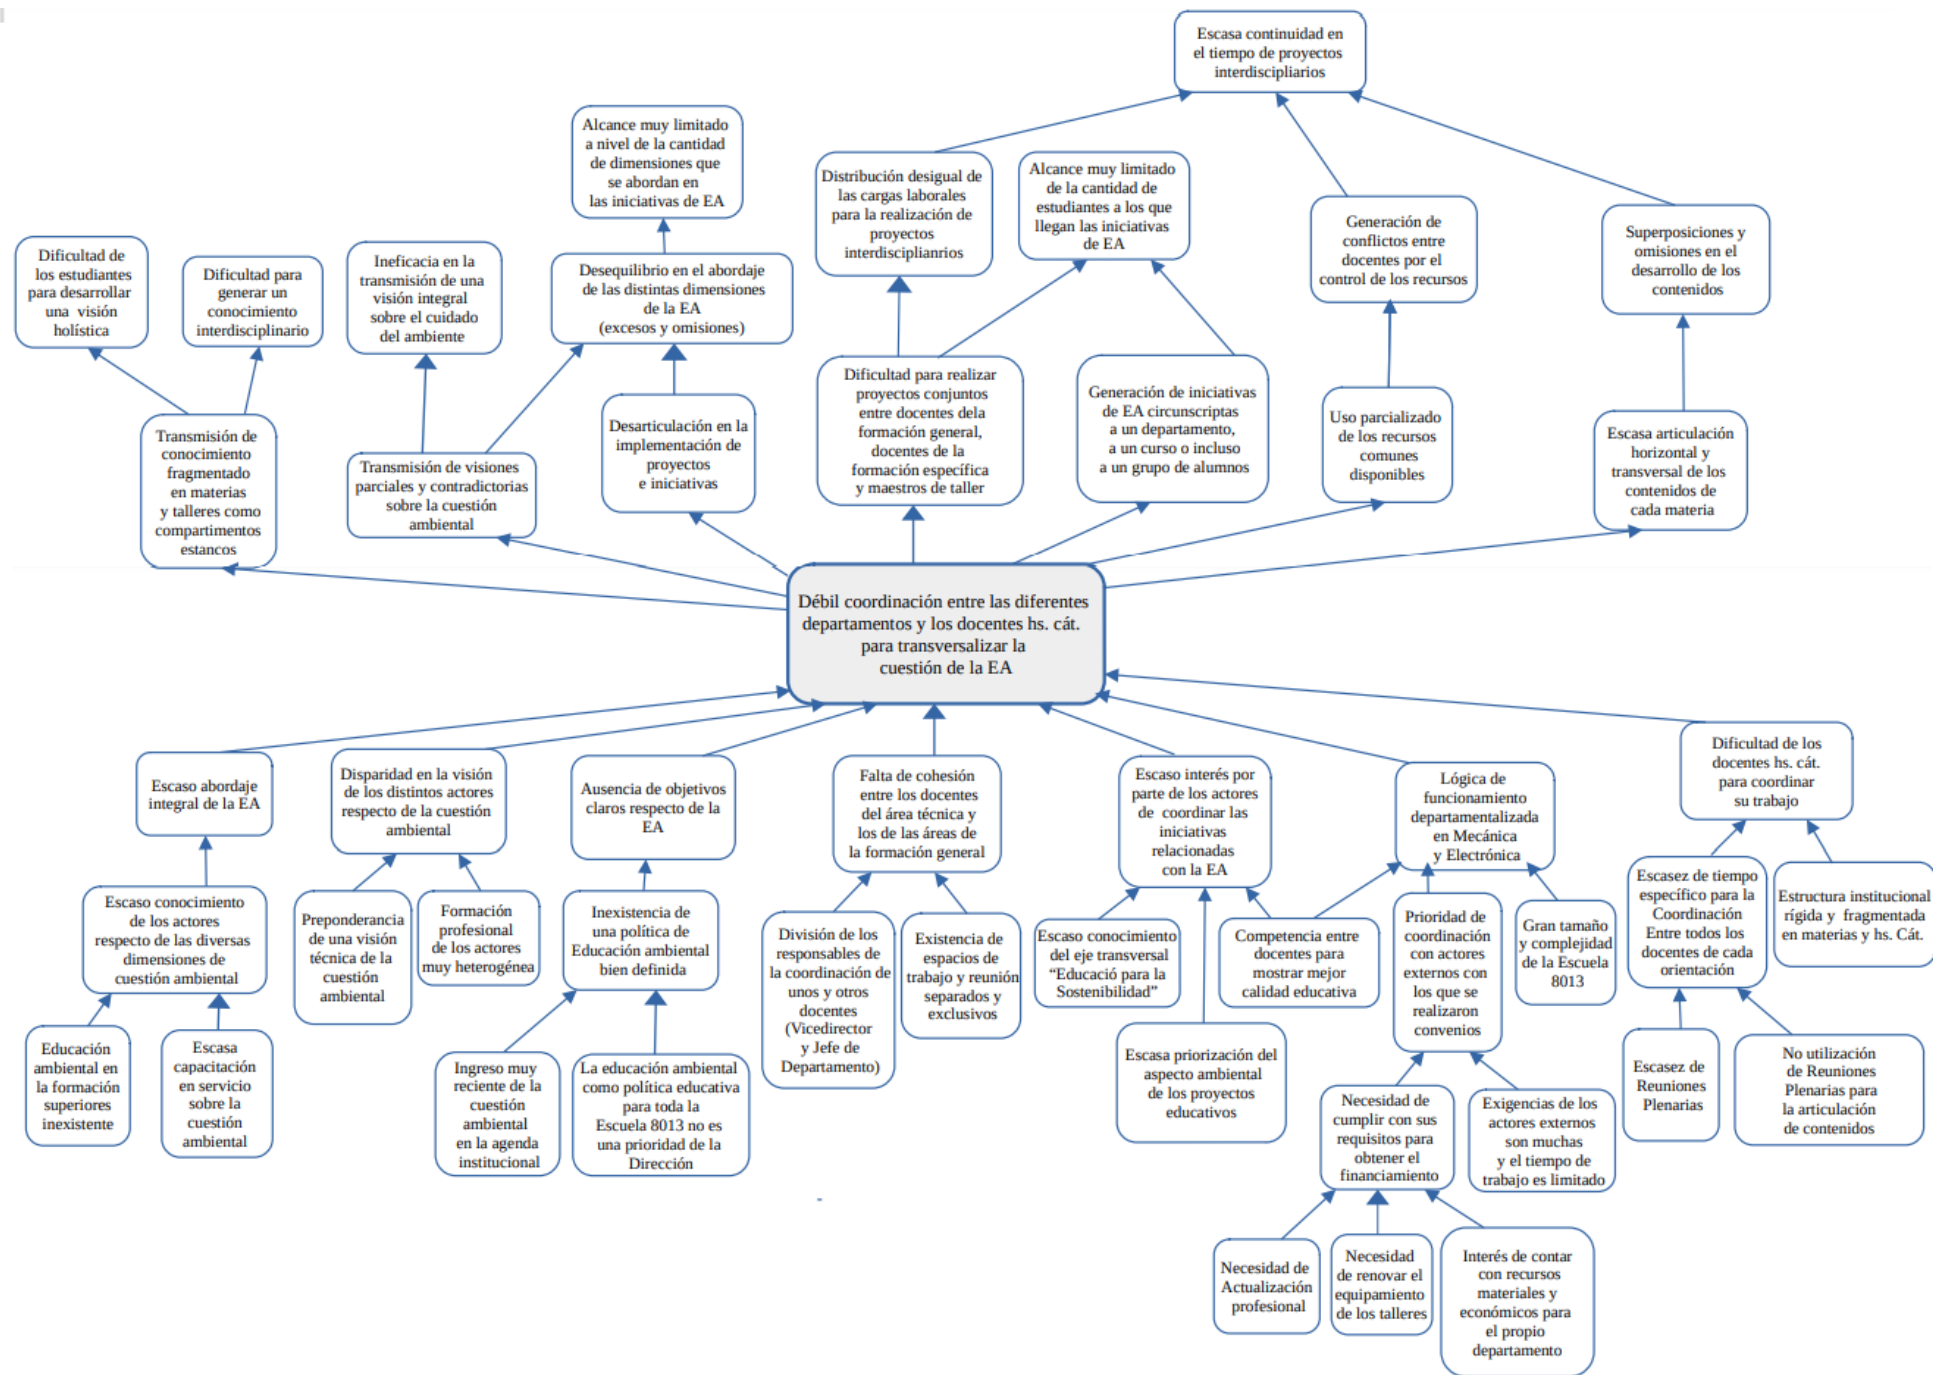 Escasa continuidad en
el tiempo de proyectos
interdiscipliarios
Alcance muy limitado
a nivel de la cantidad
de dimensiones que
se abordan en
las iniciativas de EA
Distribución desigual de
las cargas laborales
para la realización de
proyectos
interdisciplianrios
Alcance muy limitado
de la cantidad de
estudiantes a los que
llegan las iniciativas
de EA
Generación de
conflictos entre
docentes por el
control de los recursos
Superposiciones y
omisiones en el
desarrollo de los
contenidos
Dificultad de
los estudiantes
para desarrollar
una visión
holística
Dificultad para
generar un
conocimiento
interdisciplinario
Ineficacia en la
transmisión de una
visión integral
sobre el cuidado
del ambiente
Desequilibrio en el abordaje
de las distintas dimensiones
de la EA
(excesos y omisiones)
Transmisión de
conocimiento
fragmentado
en materias
y talleres como
compartimentos
estancos
Transmisión de visiones
parciales y contradictorias
sobre la cuestión
ambiental
Desarticulación en la
implementación de
proyectos
e iniciativas
Dificultad para realizar
proyectos conjuntos
entre docentes dela
formación general,
docentes de la
formación específica
y maestros de taller
Generación de iniciativas
de EA circunscriptas
a un departamento,
a un curso o incluso
a un grupo de alumnos
Uso parcializado
de los recursos
comunes
disponibles
Escasa articulación
horizontal y
transversal de los
contenidos de
cada materia
Débil coordinación entre las diferentes
departamentos y los docentes hs. cát.
para transversalizar la
cuestión de la EA
Escaso abordaje
integral de la EA
Disparidad en la visión
de los distintos actores
respecto de la cuestión
ambiental
Ausencia de objetivos
claros respecto de la
EA
Falta de cohesión
entre los docentes
del área técnica y
los de las áreas de
la formación general
Escaso interés por
parte de los actores
de coordinar las
iniciativas
relacionadas
con la EA
Lógica de
funcionamiento
departamentalizada
en Mecánica
y Electrónica
Dificultad de los
docentes hs. cát.
para coordinar
su trabajo
Escaso conocimiento
de los actores
respecto de las diversas
dimensiones de
cuestión ambiental
Preponderancia
de una visión
técnica de la
cuestión
ambiental
Formación
profesional
de los actores
muy heterogénea
Inexistencia de
una política de
Educación ambiental
bien definida
División de los
responsables de
la coordinación de
unos y otros
docentes
(Vicedirector
y Jefe de
Departamento)
Existencia de
espacios de
trabajo y reunión
separados y
exclusivos
Escaso conocimiento
del eje transversal
“Educació para la
Sostenibilidad”
Competencia entre
docentes para
mostrar mejor
calidad educativa
Prioridad de
coordinación
con actores
externos con
los que se
realizaron
convenios
Gran tamaño
y complejidad
de la Escuela
8013
Escasez de tiempo
específico para la
Coordinación
Entre todos los
docentes de cada
orientación
Estructura institucional
rígida y fragmentada
en materias y hs. Cát.
Educación
ambiental en
la formación
superiores
inexistente
Escasa
capacitación
en servicio
sobre la
cuestión
ambiental
Ingreso muy
reciente de la
cuestión
ambiental
en la agenda
institucional
La educación ambiental
como política educativa
para toda la
Escuela 8013 no es
una prioridad de la
Dirección
Escasa priorización del
aspecto ambiental
de los proyectos
educativos
Necesidad de
cumplir con sus
requisitos para
obtener el
financiamiento
Exigencias de los
actores externos
son muchas
y el tiempo de
trabajo es limitado
Escasez de
Reuniones
Plenarias
No utilización
de Reuniones
Plenarias para
la articulación
de contenidos
Necesidad de
Actualización
profesional
Necesidad
de renovar el
equipamiento
de los talleres
Interés de contar
con recursos
materiales y
económicos para
el propio
departamento